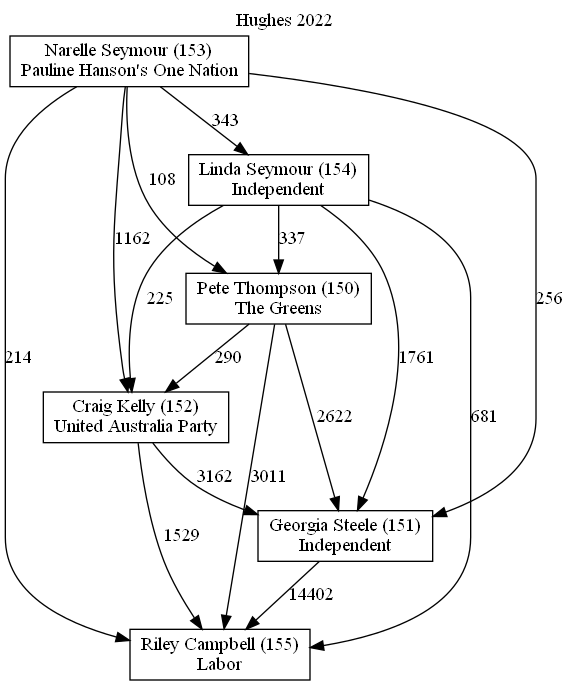 Hughes 2022
Narelle Seymour (153)
Pauline Hanson's One Nation
343
Linda Seymour (154)
Independent
108
1162
337
Pete Thompson (150)
The Greens
225
256
214
290
1761
Craig Kelly (152)
United Australia Party
2622
681
3162
3011
Georgia Steele (151)
Independent
1529
14402
Riley Campbell (155)
Labor